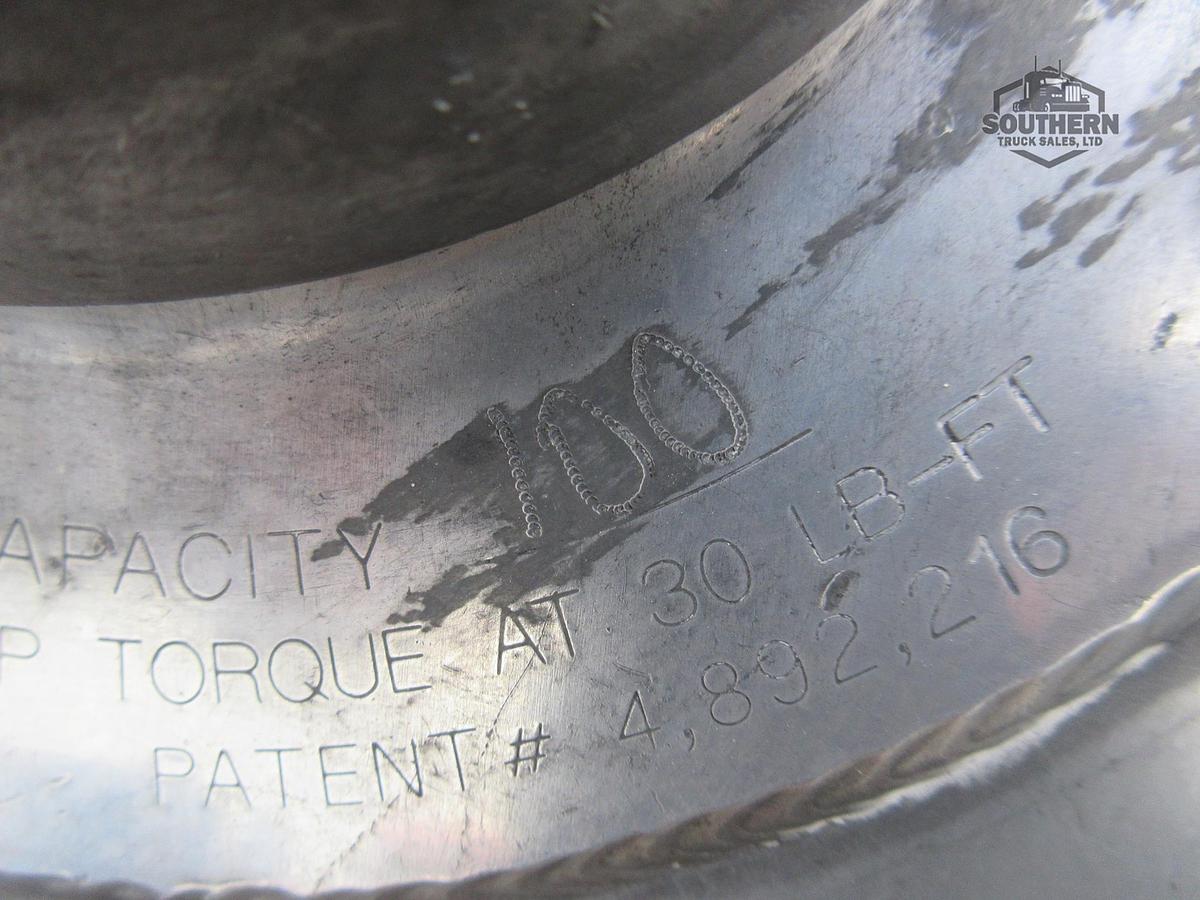 SOUTHERN
TRUCK SALES, LTD
APACITY 100
P TORQUE AT 30 LB-FT
PATENT # 4,892,216